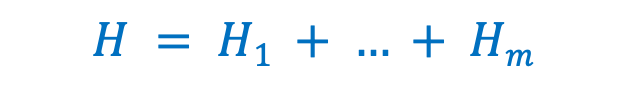 H = H₁ + ... + Hₘ